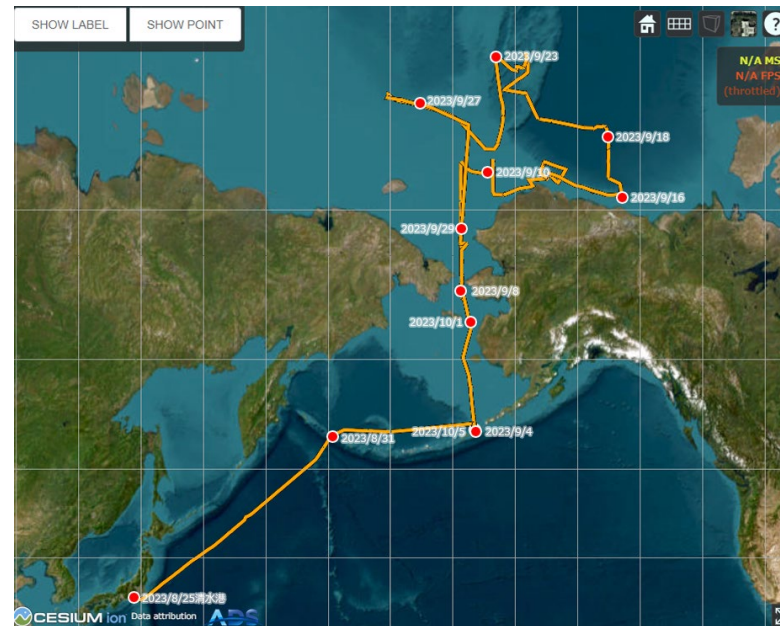 SHOW LABEL
SHOW POINT
?
N/A MS
N/A FPS
(throttled)
2023/9/23
2023/9/27
2023/9/18
2023/9/10
2023/9/16
2023/9/29
2023/9/8
2023/10/1
2023/8/31
2023/10/5
2023/9/4
2023/8/25清水港
CESIUM ion
Data attribution
ADS